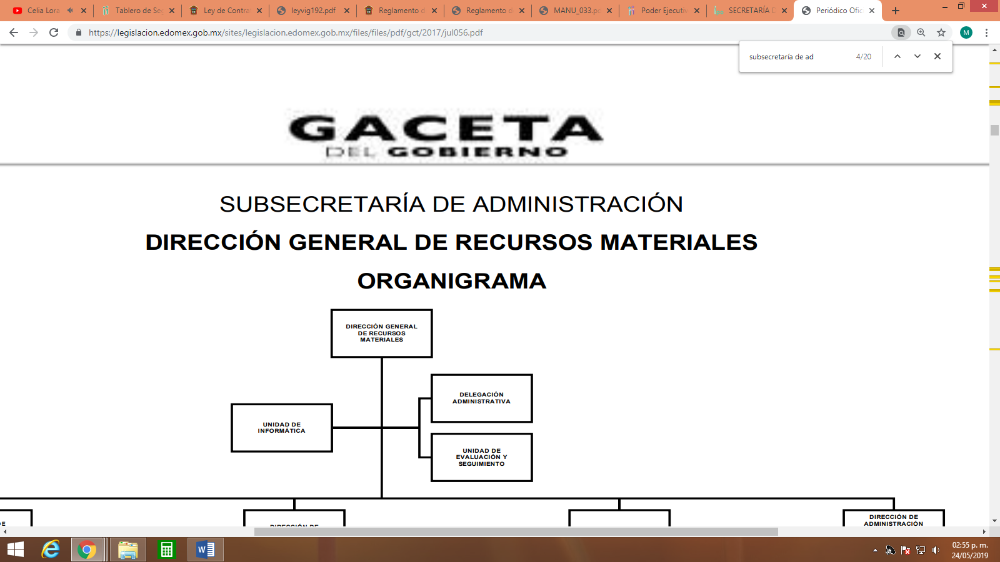 Celia Lora
Tablero de Seg
Ley de Contrat
leyvig192.pdf
Reglamento d
Reglamento d
MANU_033.pd
Poder Ejecutiv
SECRETARÍA D
Periódico Ofic
https://legislacion.edomex.gob.mx/sites/legislacion.edomex.gob.mx/files/files/pdf/gct/2017/jul056.pdf
M
subsecretaría de ad 4/20
GACETA
DEL GOBIERNO
SUBSECRETARÍA DE ADMINISTRACIÓN
DIRECCIÓN GENERAL DE RECURSOS MATERIALES
ORGANIGRAMA
DIRECCIÓN GENERAL
DE RECURSOS
MATERIALES
DELEGACIÓN
ADMINISTRATIVA
UNIDAD DE
INFORMÁTICA
UNIDAD DE
EVALUACIÓN Y
SEGUIMIENTO
DE
DIRECCIÓN DE
DIRECCIÓN DE
ADMINISTRACIÓN
02:55 p. m.
24/05/2019